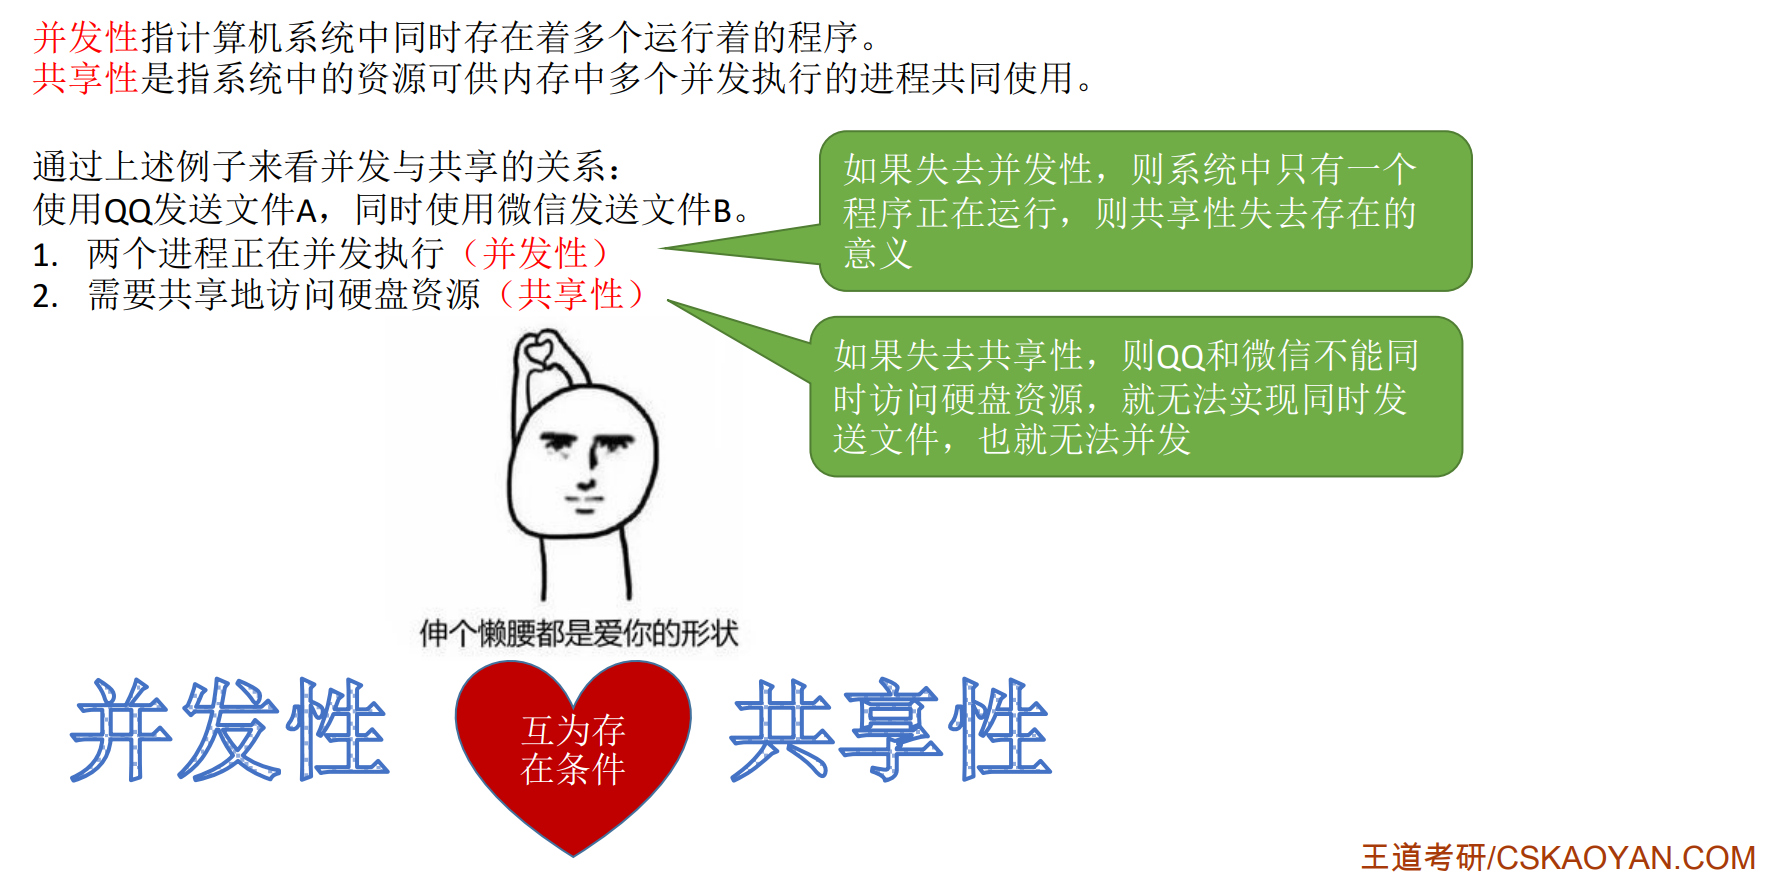 并发性指计算机系统中同时存在着多个运行着的程序。
共享性是指系统中的资源可供内存中多个并发执行的进程共同使用。
通过上述例子来看并发与共享的关系：
使用QQ发送文件A，同时使用微信发送文件B。
1. 两个进程正在并发执行（并发性）
2. 需要共享地访问硬盘资源（共享性）
如果失去并发性，则系统中只有一个
程序正在运行，则共享性失去存在的
意义
如果失去共享性，则QQ和微信不能同
时访问硬盘资源，就无法实现同时发
送文件，也就无法并发
伸个懒腰都是爱你的形状
并发性
互为存
在条件
共享性
王道考研/CSKAOYAN.COM